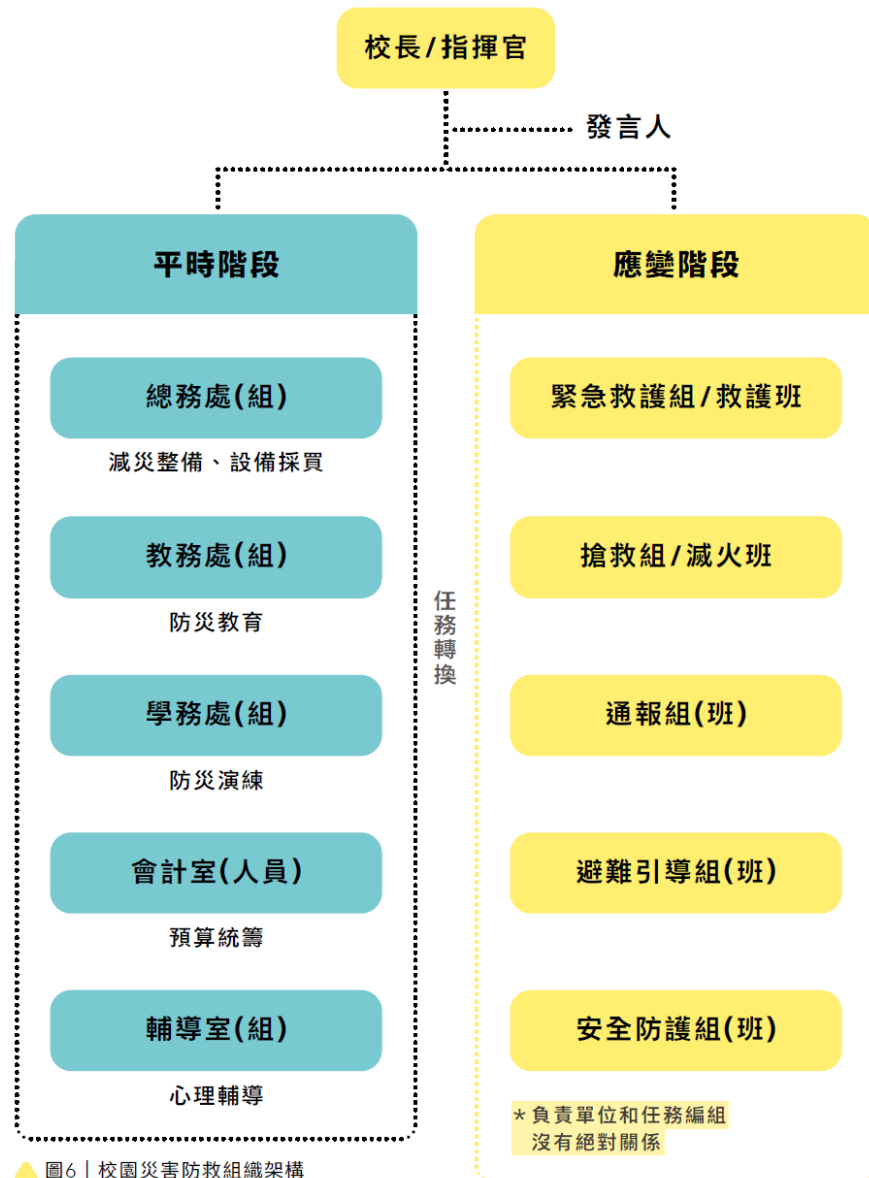 校長/指揮官
發言人
平時階段
總務處(組)
減災整備、設備採買
教務處(組)
防災教育
學務處(組)
防災演練
會計室(人員)
預算統籌
輔導室(組)
心理輔導
任務轉換
應變階段
緊急救護組/救護班
搶救組/滅火班
通報組(班)
避難引導組(班)
安全防護組(班)
*負責單位和任務編組
沒有絕對關係
圖6｜校園災害防救組織架構